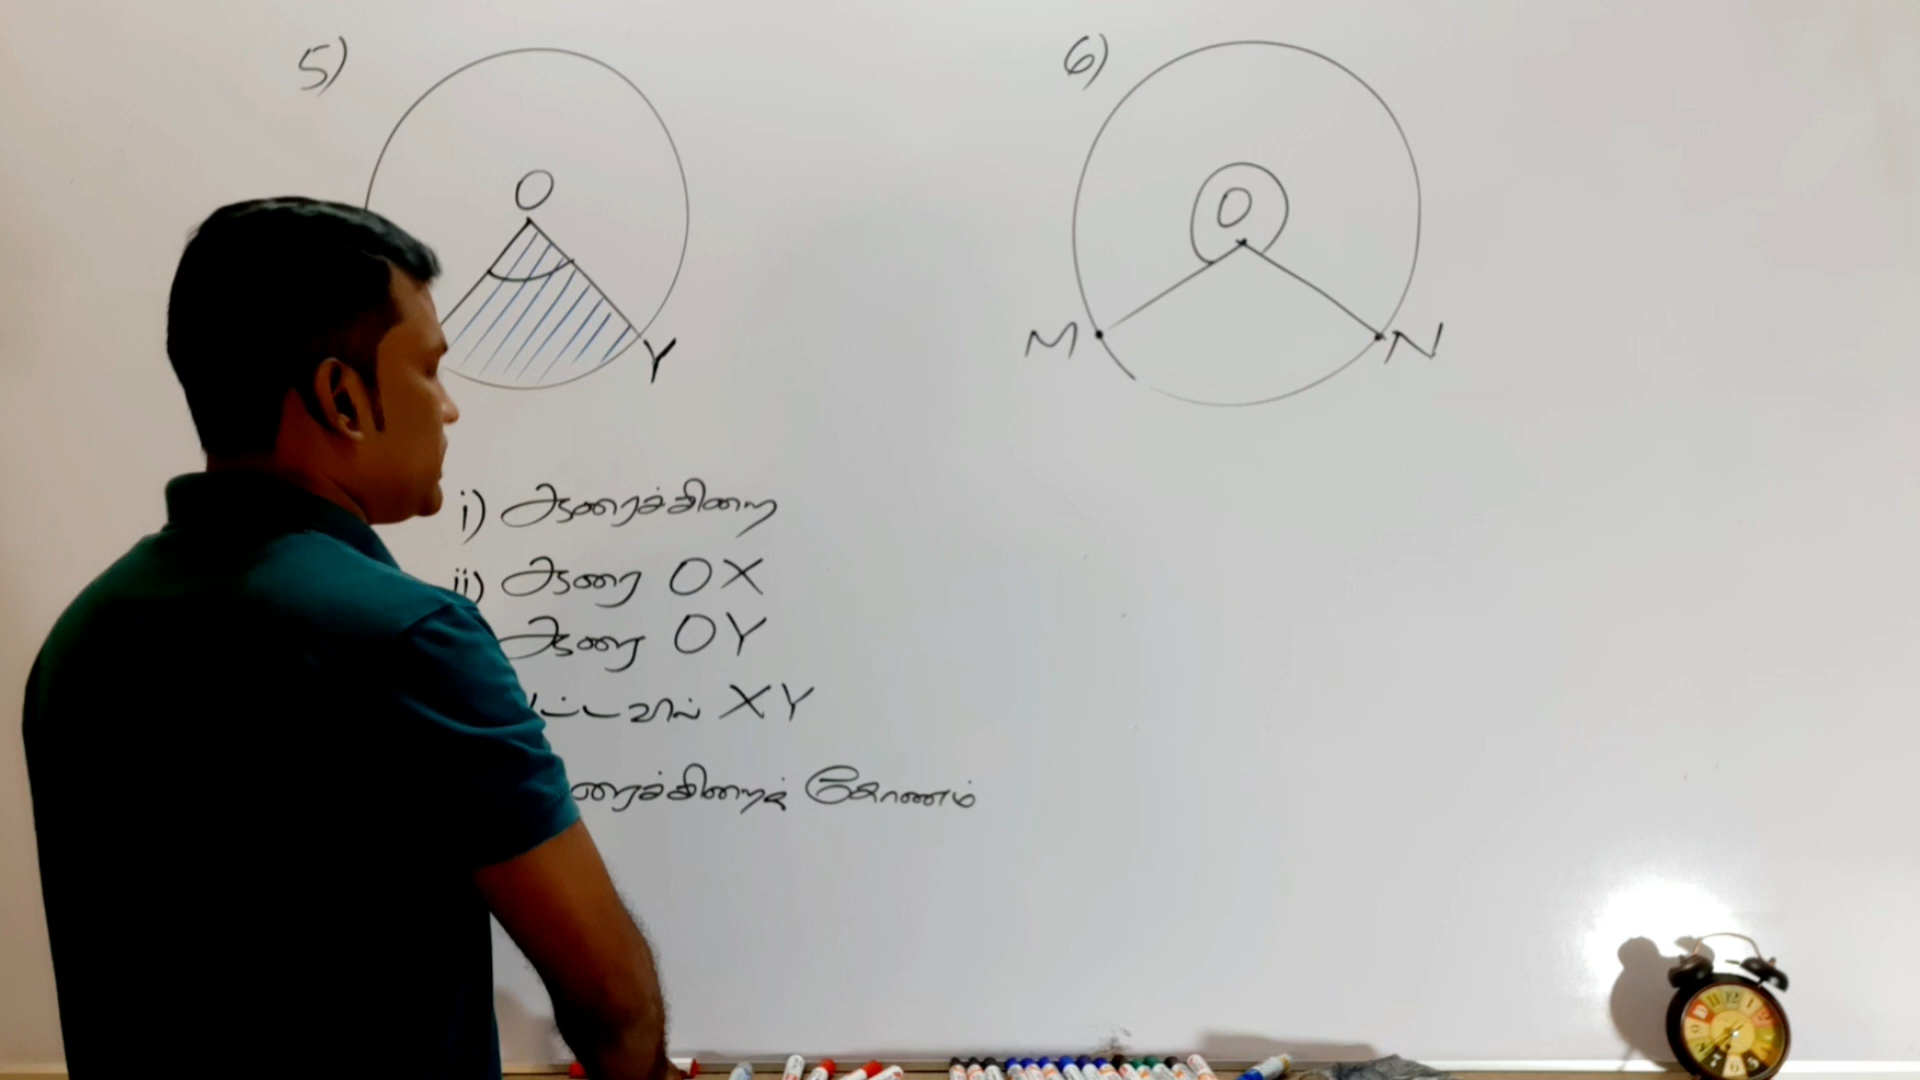 5)
O
Y
6)
O
M
N
i) ஆரைச்சிறை
ii) ஆரை OX
ஆரை OY
வில் XY
கோணம்